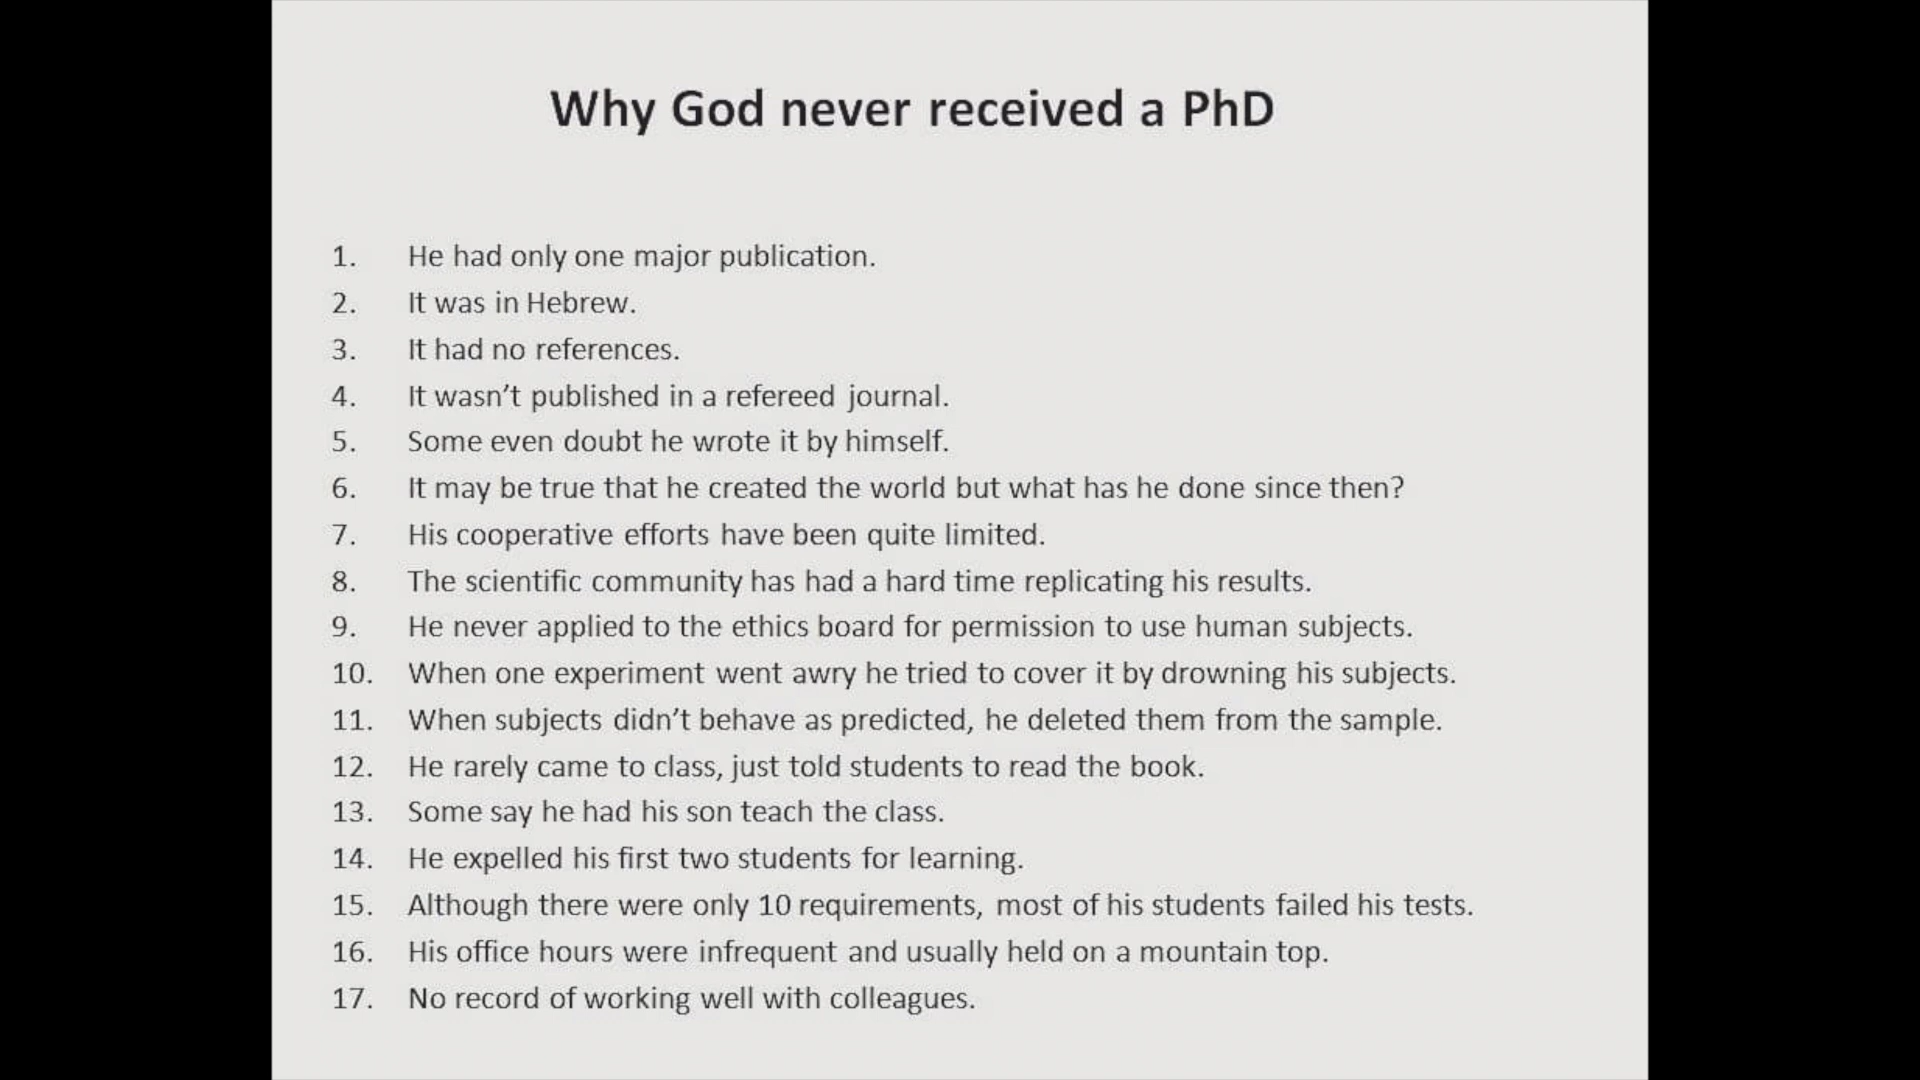 Why God never received a PhD
1. He had only one major publication.
2. It was in Hebrew.
3. It had no references.
4. It wasn't published in a refereed journal.
5. Some even doubt he wrote it by himself.
6. It may be true that he created the world but what has he done since then?
7. His cooperative efforts have been quite limited.
8. The scientific community has had a hard time replicating his results.
9. He never applied to the ethics board for permission to use human subjects.
10. When one experiment went awry he tried to cover it by drowning his subjects.
11. When subjects didn't behave as predicted, he deleted them from the sample.
12. He rarely came to class, just told students to read the book.
13. Some say he had his son teach the class.
14. He expelled his first two students for learning.
15. Although there were only 10 requirements, most of his students failed his tests.
16. His office hours were infrequent and usually held on a mountain top.
17. No record of working well with colleagues.